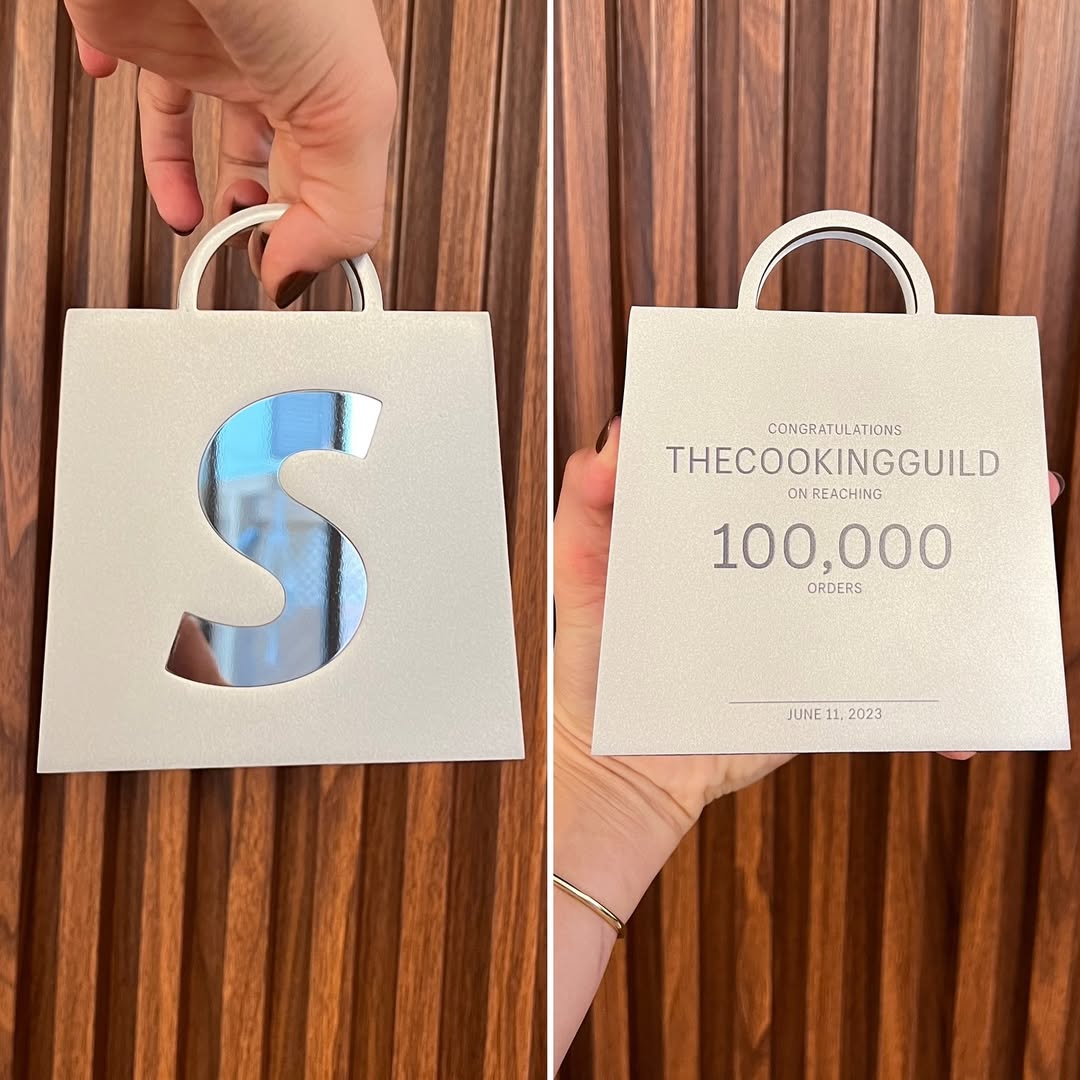 S
CONGRATULATIONS
THECOOKINGGUILD
ON REACHING
100,000
ORDERS
JUNE 11, 2023